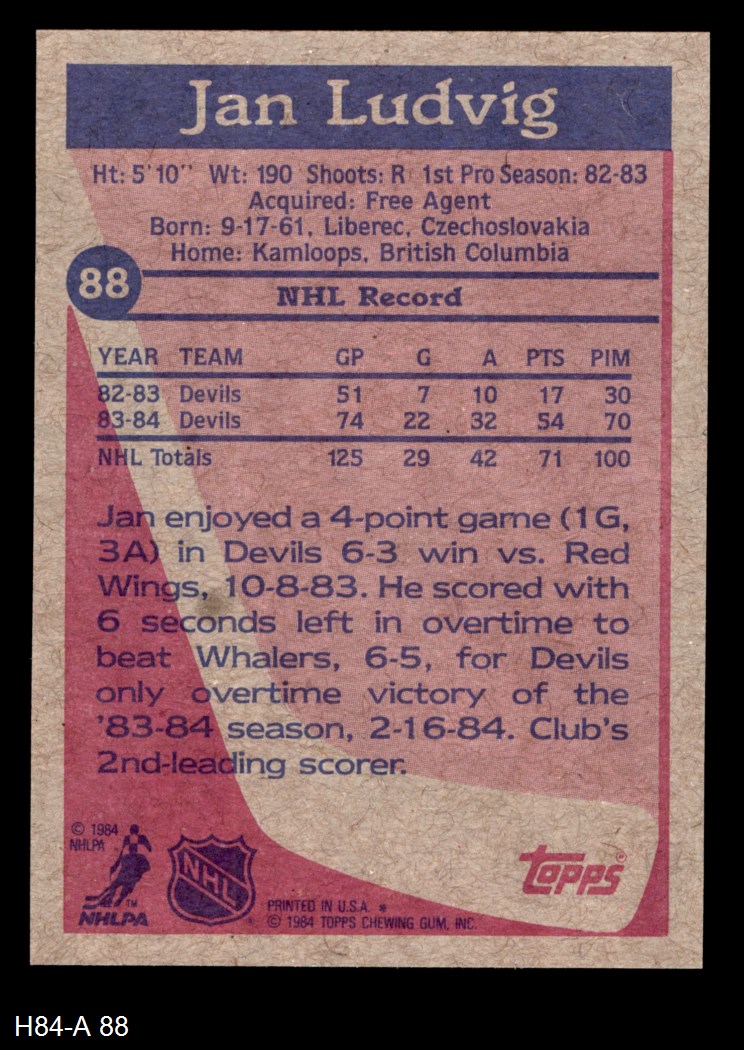 Jan Ludvig
Ht: 5'10" Wt: 190 Shoots: R 1st Pro Season: 82-83
Acquired: Free Agent
Born: 9-17-61, Liberec, Czechoslovakia
Home: Kamloops, British Columbia
88
NHL Record
YEAR TEAM GP G A PTS PIM
82-83 Devils 51 7 10 17 30
83-84 Devils 74 22 32 54 70
NHL Totals 125 29 42 71 100
Jan enjoyed a 4-point game (1G,
3A) in Devils 6-3 win vs. Red
Wings, 10-8-83. He scored with
6 seconds left in overtime to
beat Whalers, 6-5, for Devils
only overtime victory of the
'83-84 season, 2-16-84. Club's
2nd-leading scorer.
© 1984
NHLPA
TM
NHLPA
NHL
®
PRINTED IN U.S.A. *
© 1984 TOPPS CHEWING GUM, INC.
topps®
H84-A 88